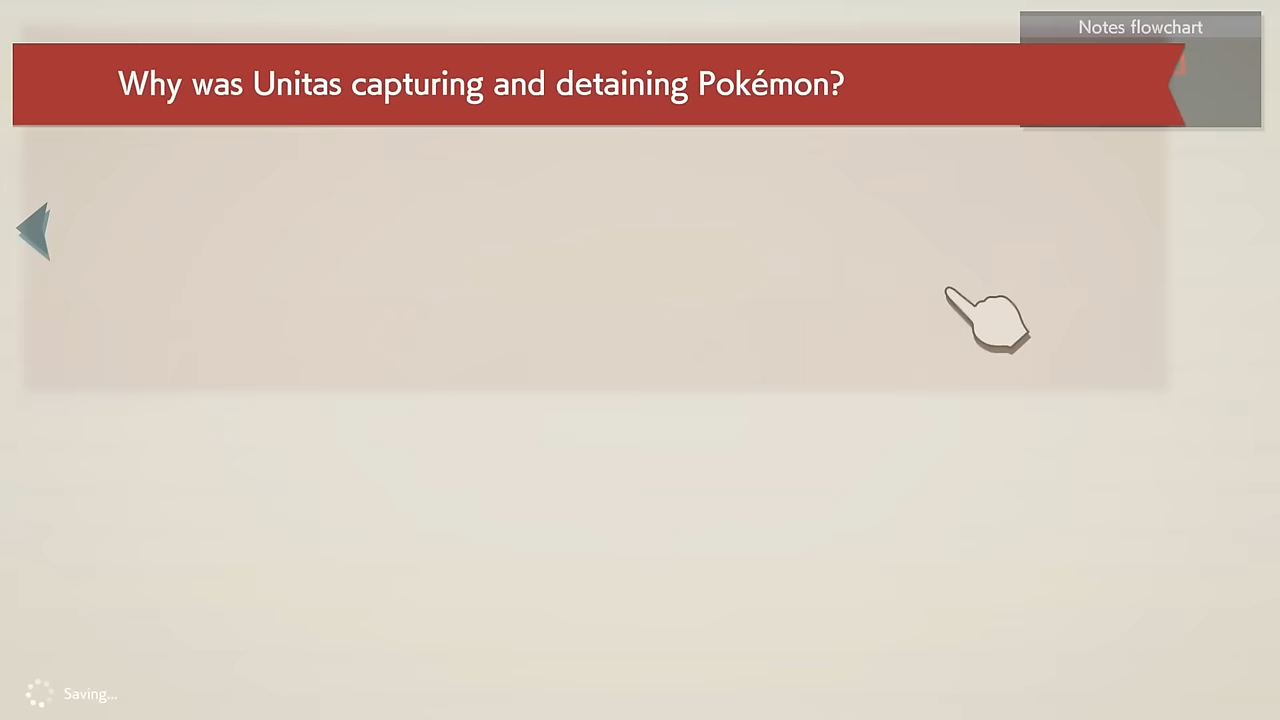 Notes flowchart
Why was Unitas capturing and detaining Pokémon?
Saving...